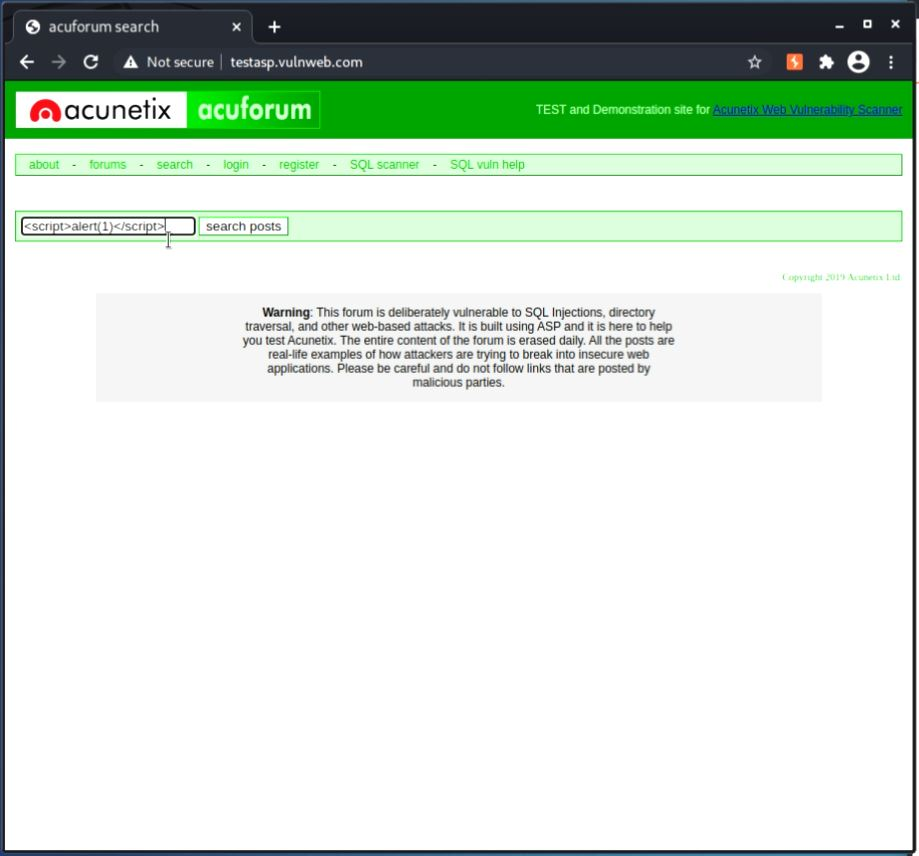 acuforum search
Not secure testasp.vulnweb.com
acunetix acuforum TEST and Demonstration site for Acunetix Web Vulnerability Scanner
about - forums - search - login - register - SQL scanner - SQL vuln help
<script>alert(1)</script> search posts
Copyright 2019 Acunetix Ltd.
Warning: This forum is deliberately vulnerable to SQL Injections, directory
traversal, and other web-based attacks. It is built using ASP and it is here to help
you test Acunetix. The entire content of the forum is erased daily. All the posts are
real-life examples of how attackers are trying to break into insecure web
applications. Please be careful and do not follow links that are posted by
malicious parties.